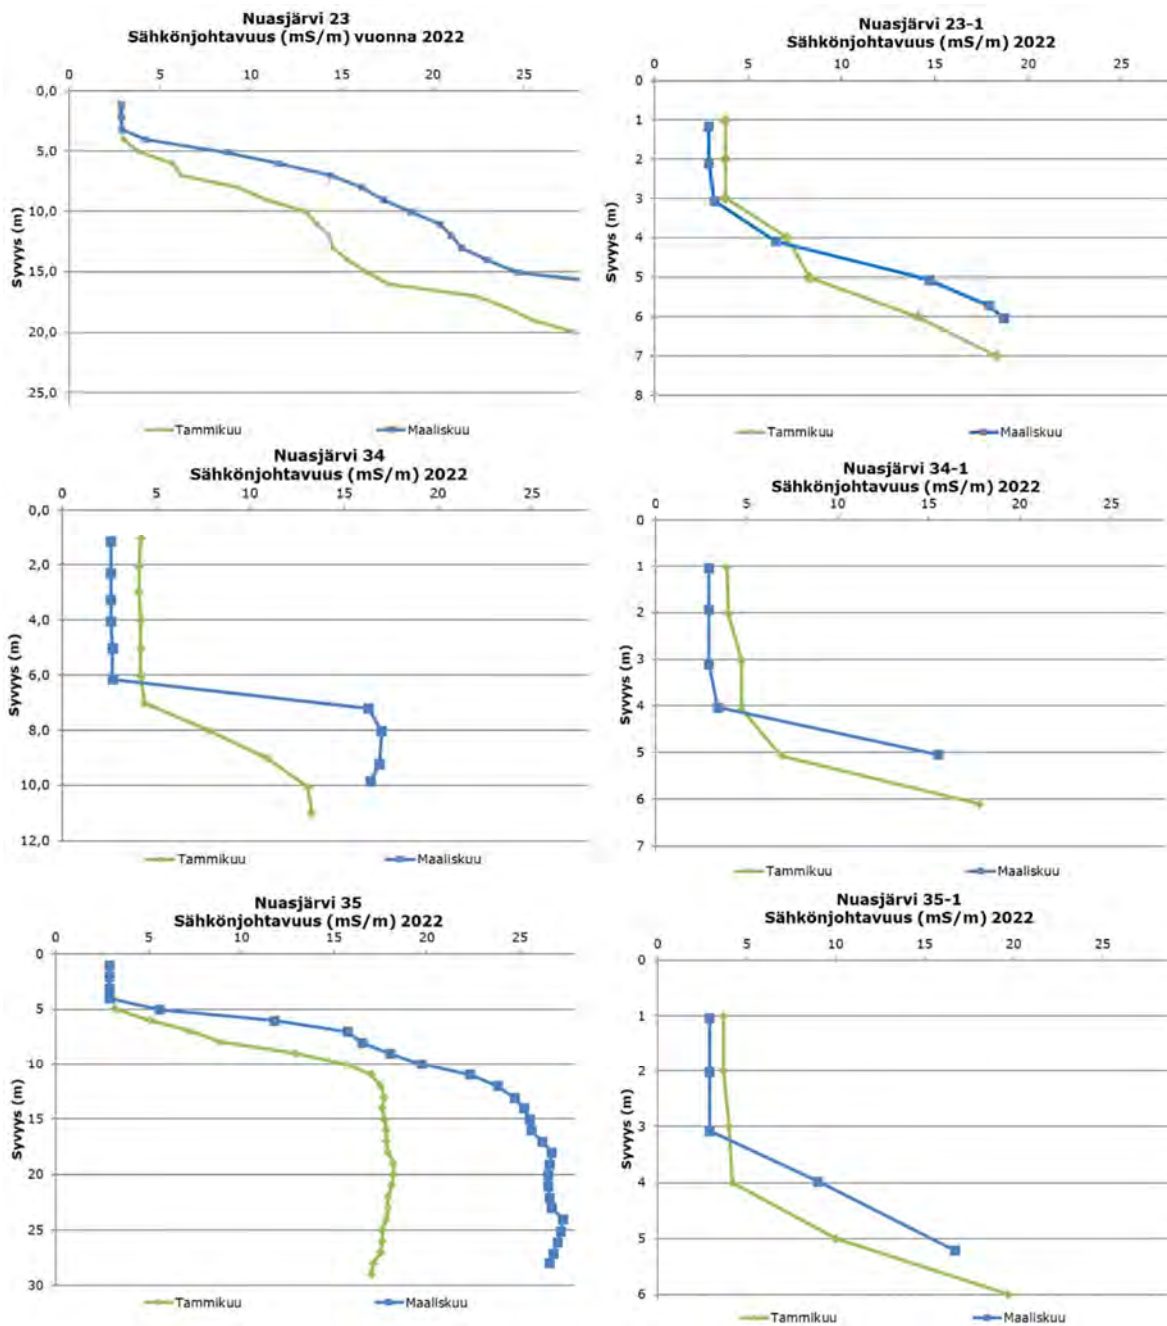 Nuasjärvi 23
Sähkönjohtavuus (mS/m) vuonna 2022
0 5 10 15 20 25
0,0
5,0
10,0
15,0
20,0
25,0
Syvyys (m)
Tammikuu Maaliskuu
Nuasjärvi 23-1
Sähkönjohtavuus (mS/m) 2022
0 5 10 15 20 25
0
1
2
3
4
5
6
7
8
Syvyys (m)
Tammikuu Maaliskuu
Nuasjärvi 34
Sähkönjohtavuus (mS/m) 2022
0 5 10 15 20 25
0,0
2,0
4,0
6,0
8,0
10,0
12,0
Syvyys (m)
Tammikuu Maaliskuu
Nuasjärvi 34-1
Sähkönjohtavuus (mS/m) 2022
0 5 10 15 20 25
0
1
2
3
4
5
6
7
Syvyys (m)
Tammikuu Maaliskuu
Nuasjärvi 35
Sähkönjohtavuus (mS/m) 2022
0 5 10 15 20 25
0
5
10
15
20
25
30
Syvyys (m)
Tammikuu Maaliskuu
Nuasjärvi 35-1
Sähkönjohtavuus (mS/m) 2022
0 5 10 15 20 25
0
1
2
3
4
5
6
Syvyys (m)
Tammikuu Maaliskuu